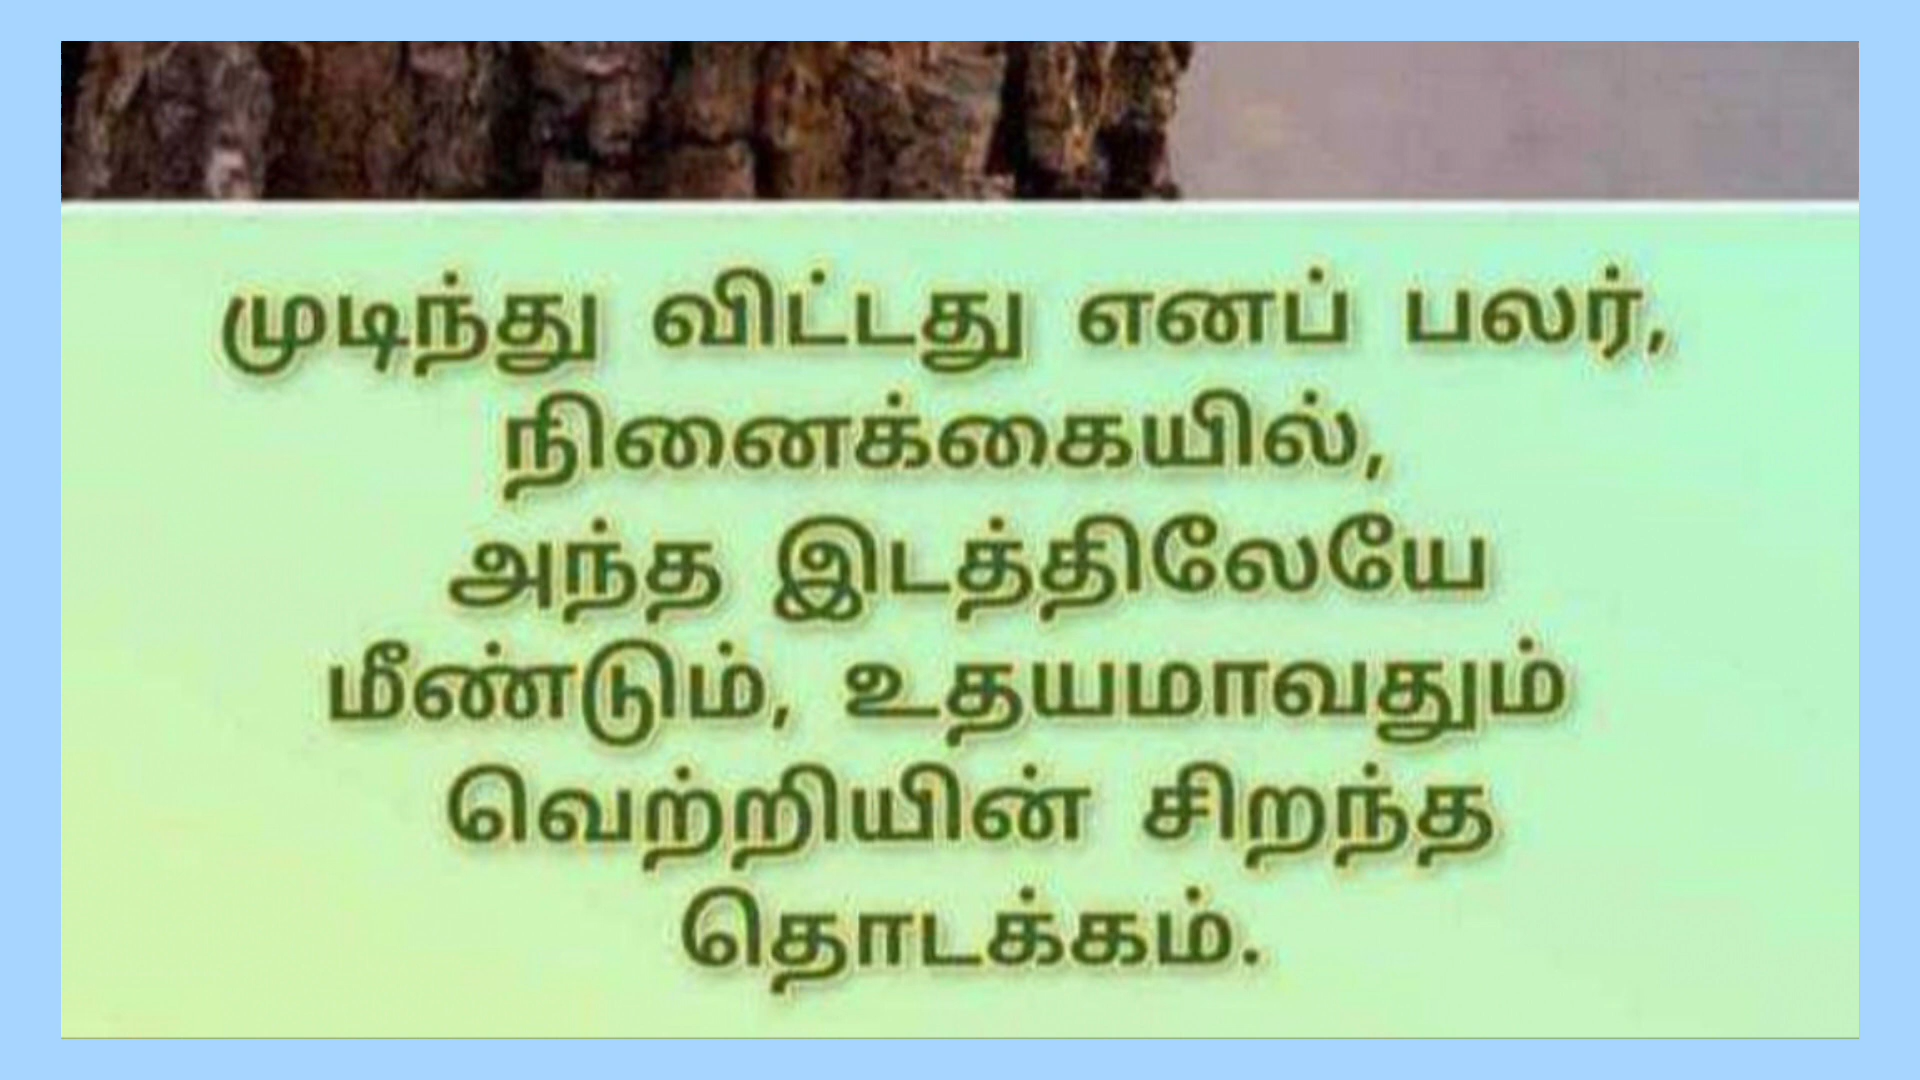 முடிந்து விட்டது எனப் பலர்,
நினைக்கையில்,
அந்த இடத்திலேயே
மீண்டும், உதயமாவதும்
வெற்றியின் சிறந்த
தொடக்கம்.